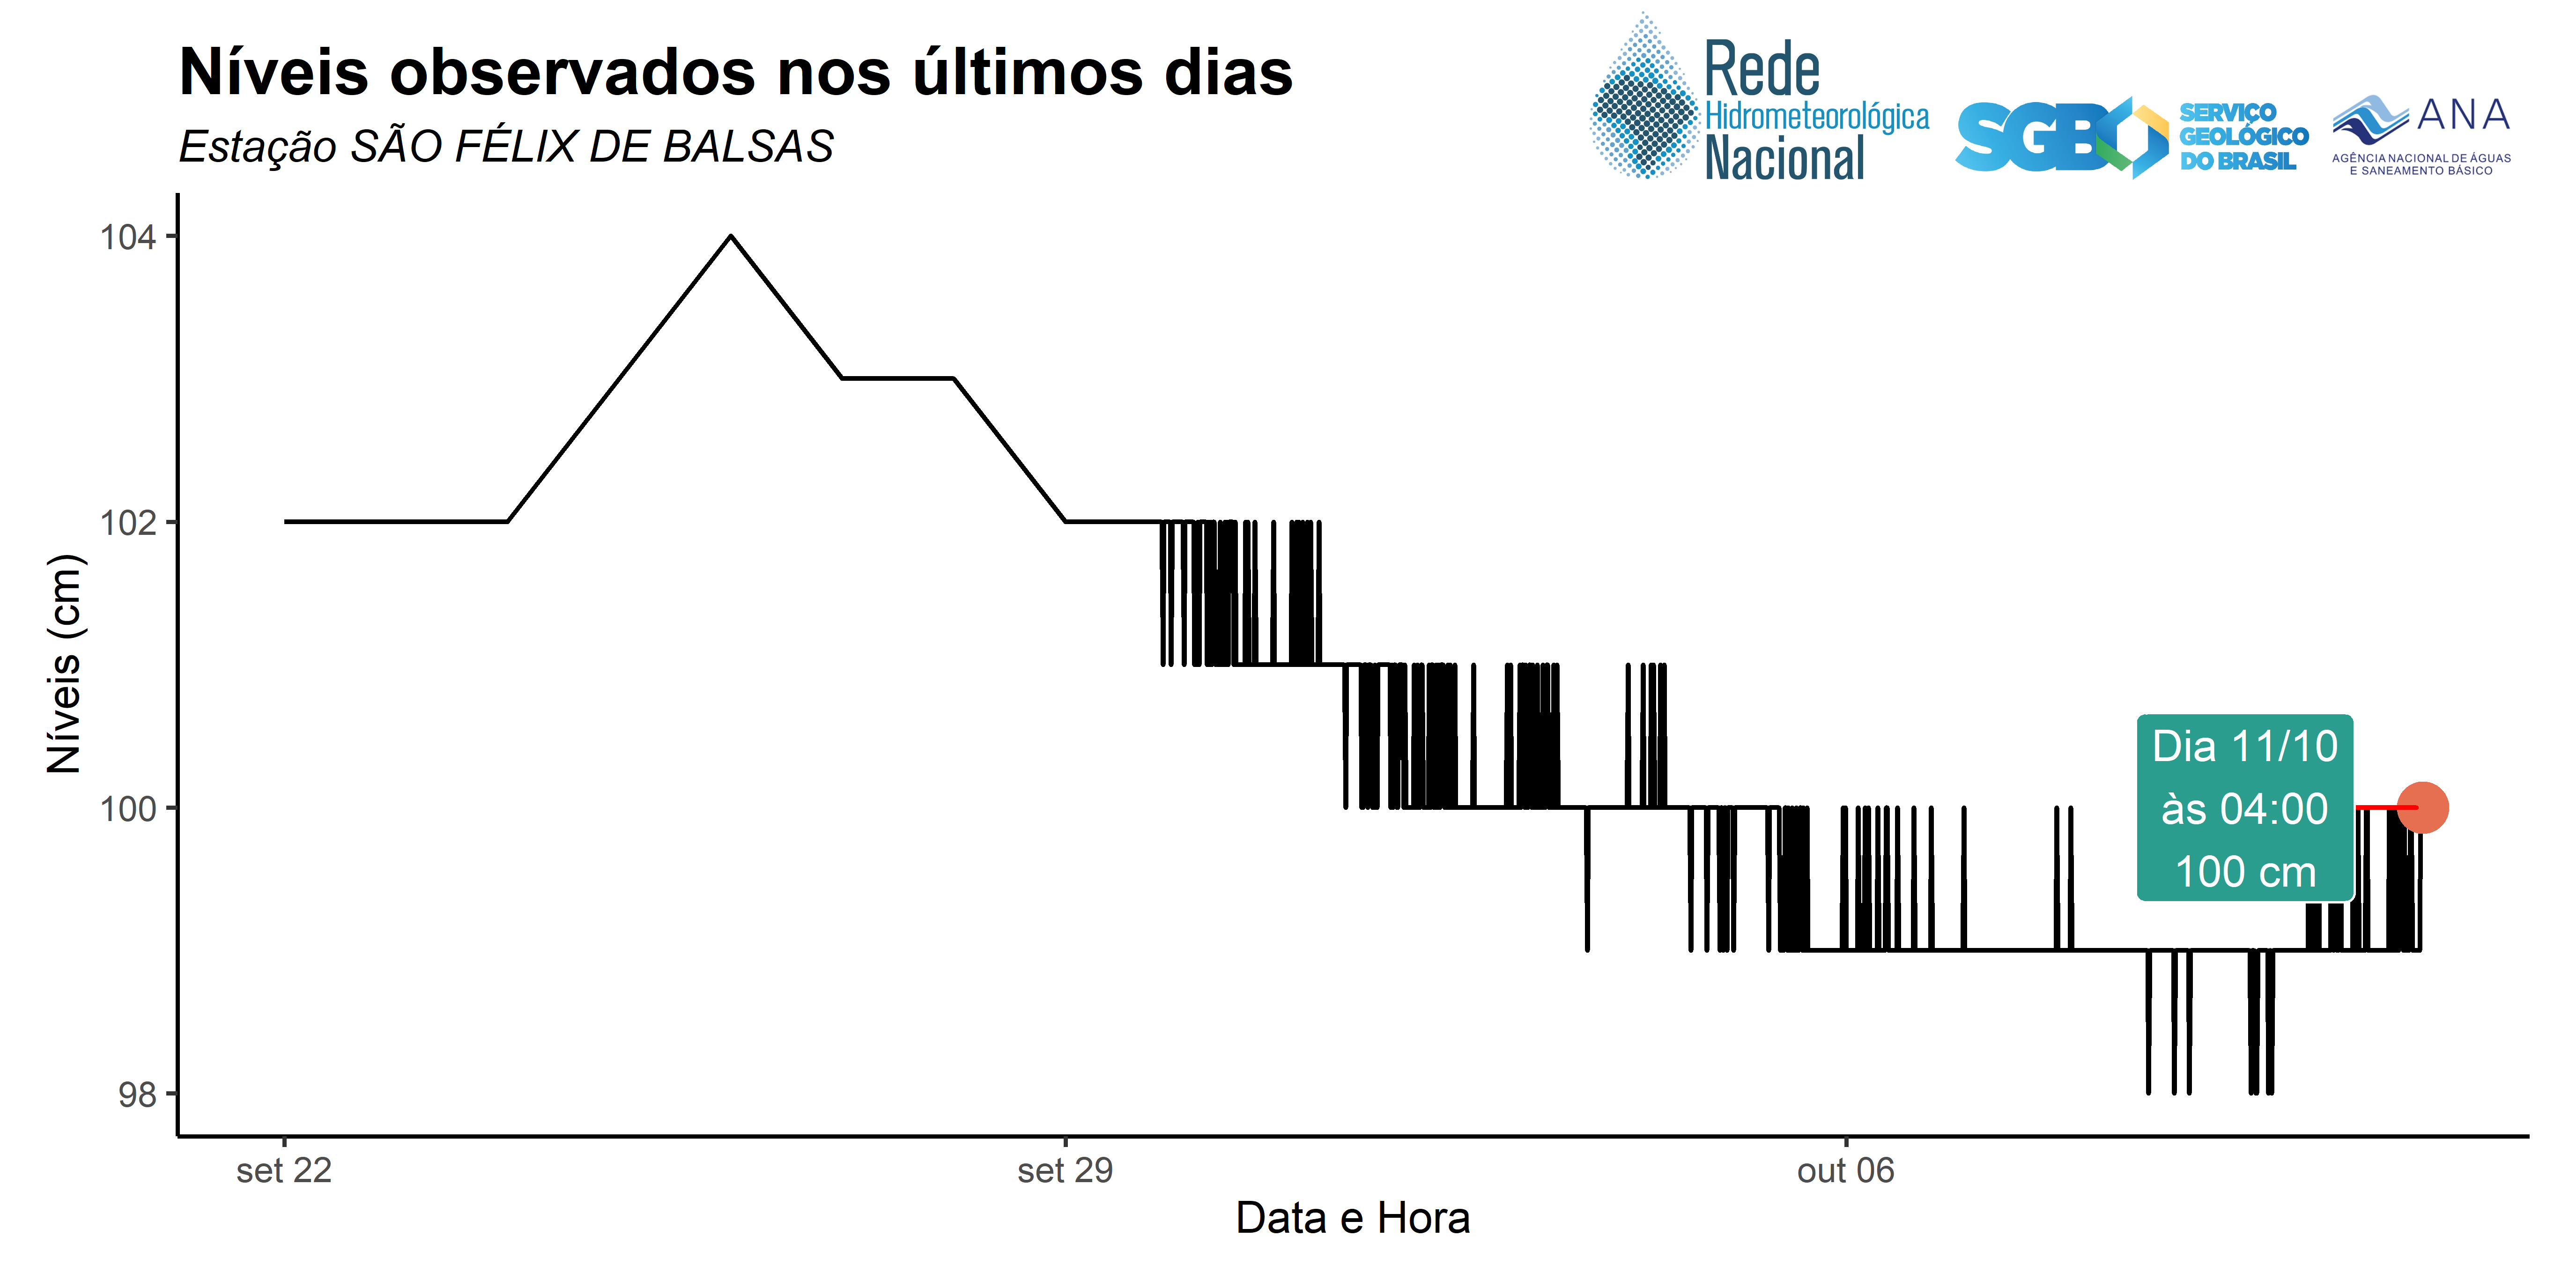 Níveis observados nos últimos dias
Estação SÃO FÉLIX DE BALSAS
Rede
Hidrometeorológica
Nacional
SGB
SERVIÇO
GEOLÓGICO
DO BRASIL
ANA
AGÊNCIA NACIONAL DE ÁGUAS
E SANEAMENTO BÁSICO
104
102
100
98
Níveis (cm)
Dia 11/10
às 04:00
100 cm
set 22
set 29
out 06
Data e Hora